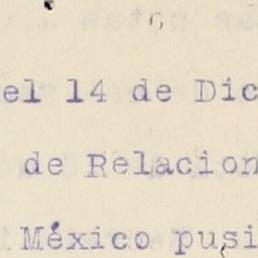 el 14 de Dic
de Relacion
México pusi